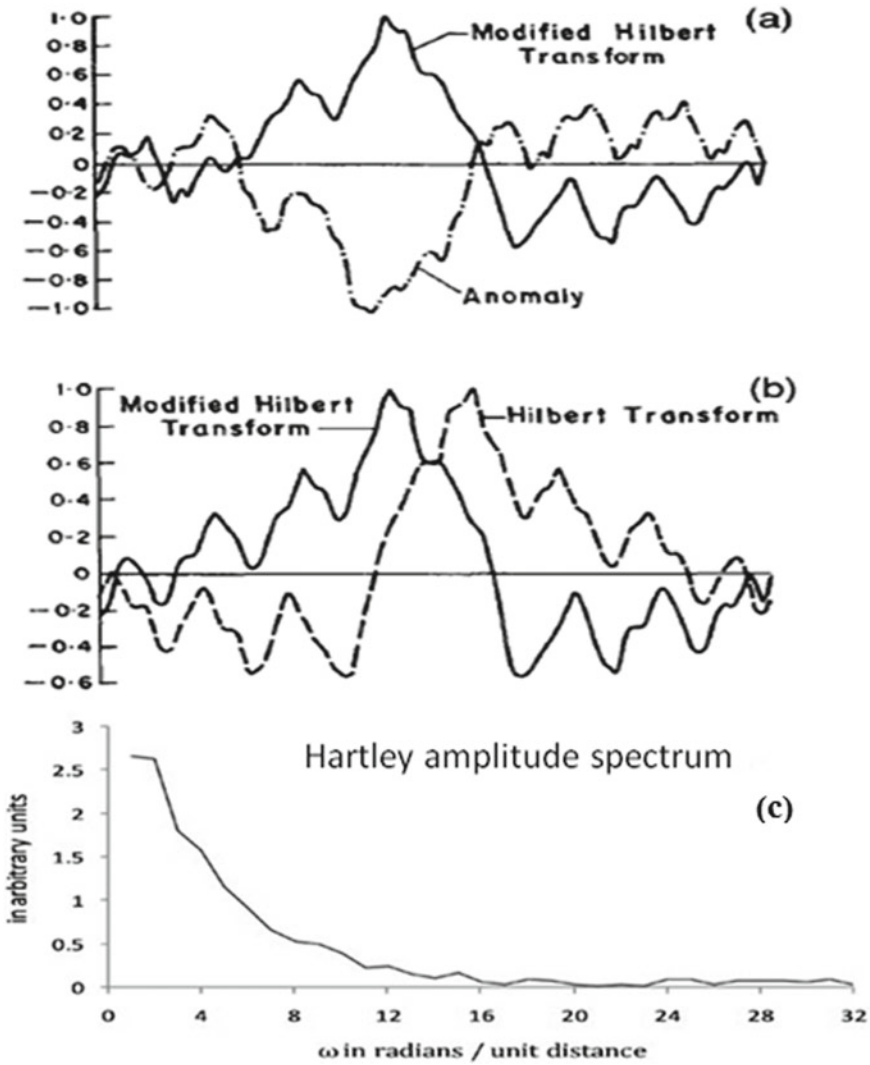 (a)
1·0
0·8
0·6
0·4
0·2
0
—0·2
—0·4
—0·6
—0·8
—1·0
Modified Hilbert
Transform
Anomaly
(b)
1·0
0·8
0·6
0·4
0·2
0
—0·2
—0·4
—0·6
Modified Hilbert
Transform
Hilbert Transform
Hartley amplitude spectrum
(c)
in arbitrary units
3
2.5
2
1.5
1
0.5
0
0 4 8 12 16 20 24 28 32
ω in radians / unit distance